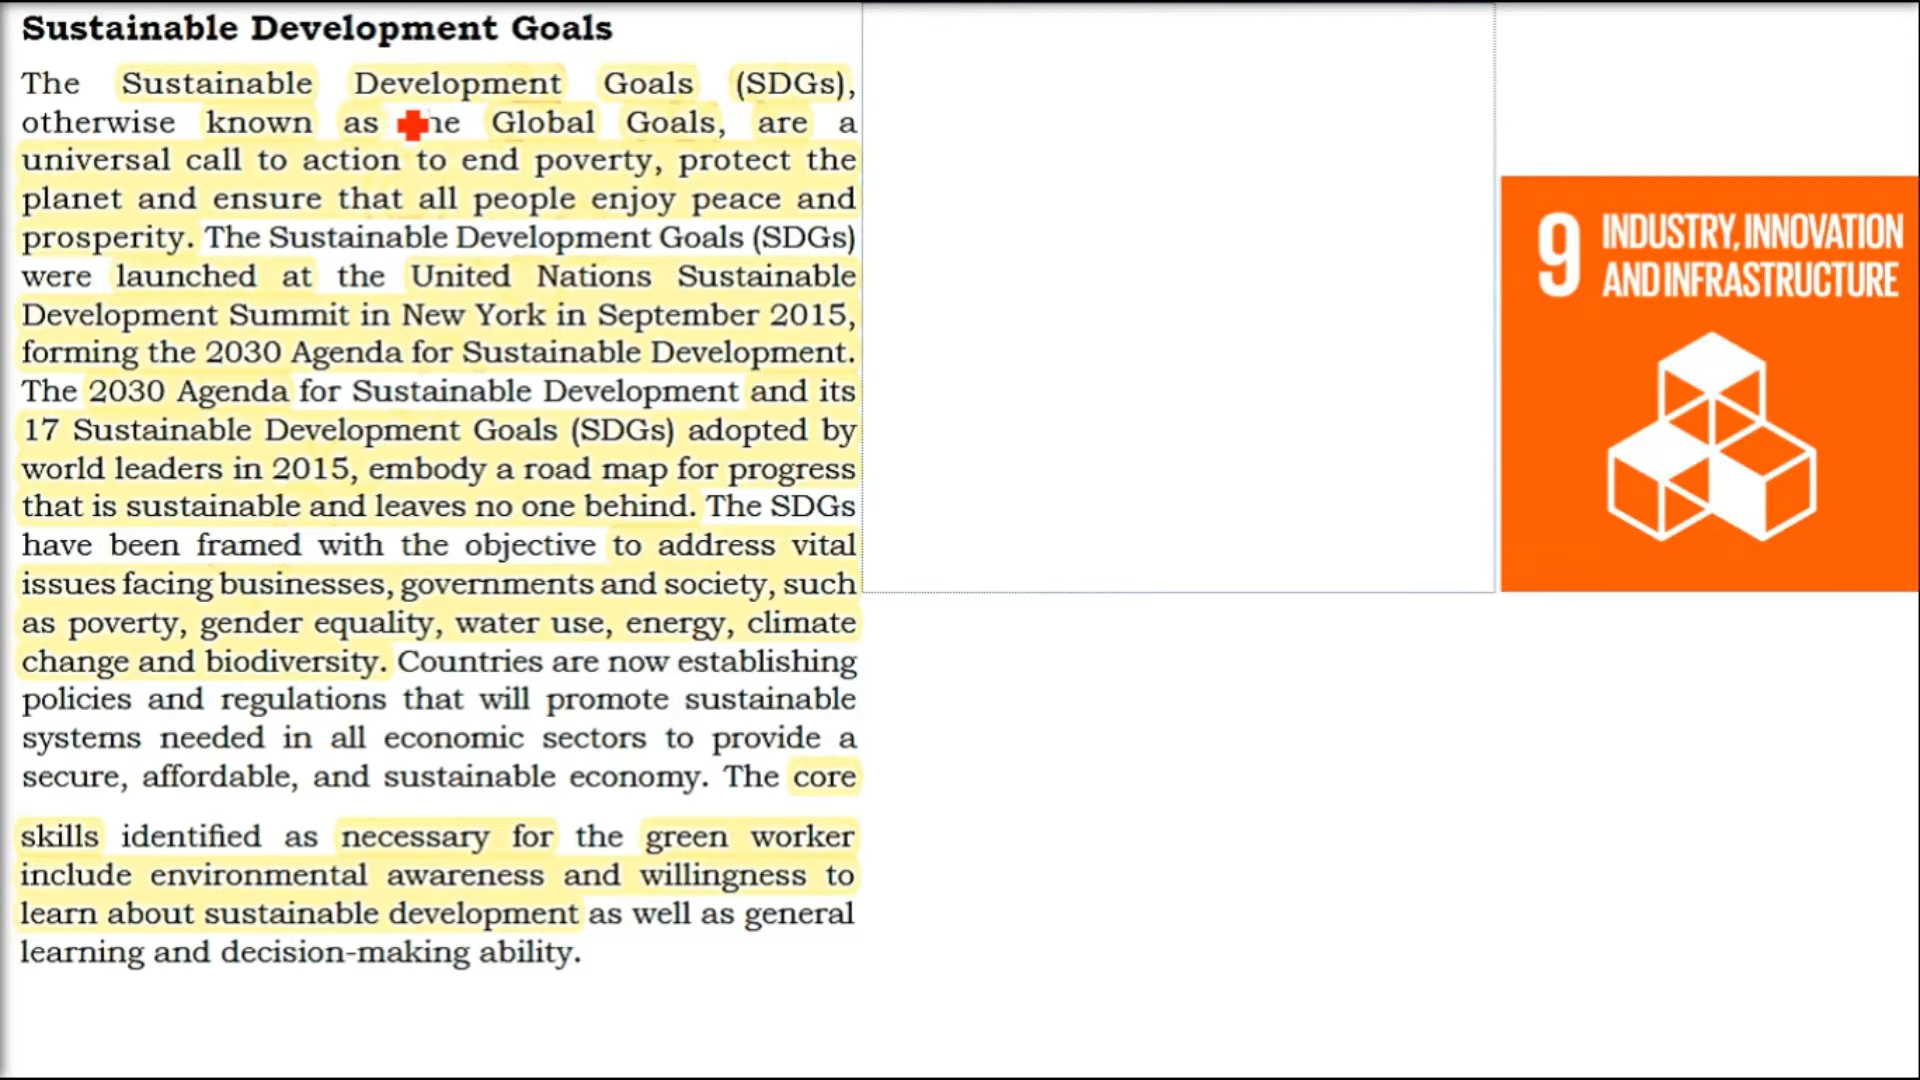 Sustainable Development Goals
The Sustainable Development Goals (SDGs),
otherwise known as he Global Goals, are a
universal call to action to end poverty, protect the
planet and ensure that all people enjoy peace and
prosperity. The Sustainable Development Goals (SDGs)
were launched at the United Nations Sustainable
Development Summit in New York in September 2015,
forming the 2030 Agenda for Sustainable Development.
The 2030 Agenda for Sustainable Development and its
17 Sustainable Development Goals (SDGs) adopted by
world leaders in 2015, embody a road map for progress
that is sustainable and leaves no one behind. The SDGs
have been framed with the objective to address vital
issues facing businesses, governments and society, such
as poverty, gender equality, water use, energy, climate
change and biodiversity. Countries are now establishing
policies and regulations that will promote sustainable
systems needed in all economic sectors to provide a
secure, affordable, and sustainable economy. The core
skills identified as necessary for the green worker
include environmental awareness and willingness to
learn about sustainable development as well as general
learning and decision-making ability.
9 INDUSTRY, INNOVATION
AND INFRASTRUCTURE